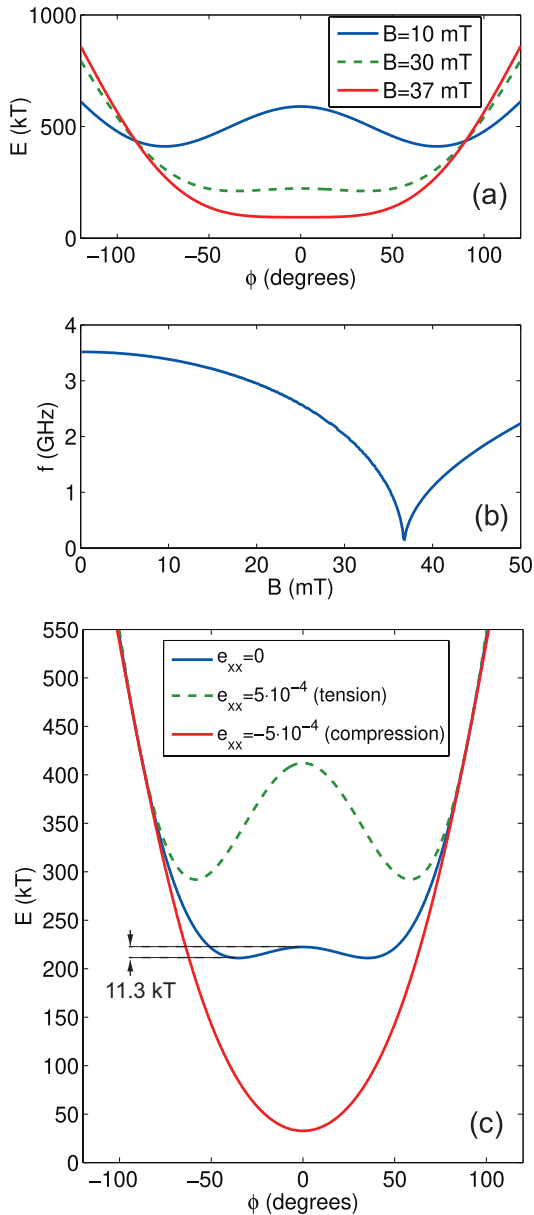 1000
500
0
E (kT)
B=10 mT
B=30 mT
B=37 mT
(a)
−100 −50 0 50 100
ϕ (degrees)
4
3
2
1
0
f (GHz)
(b)
0 10 20 30 40 50
B (mT)
550
500
450
400
350
300
250
200
150
100
50
0
E (kT)
e_xx=0
e_xx=5·10⁻⁴ (tension)
e_xx=−5·10⁻⁴ (compression)
11.3 kT
(c)
−100 −50 0 50 100
ϕ (degrees)